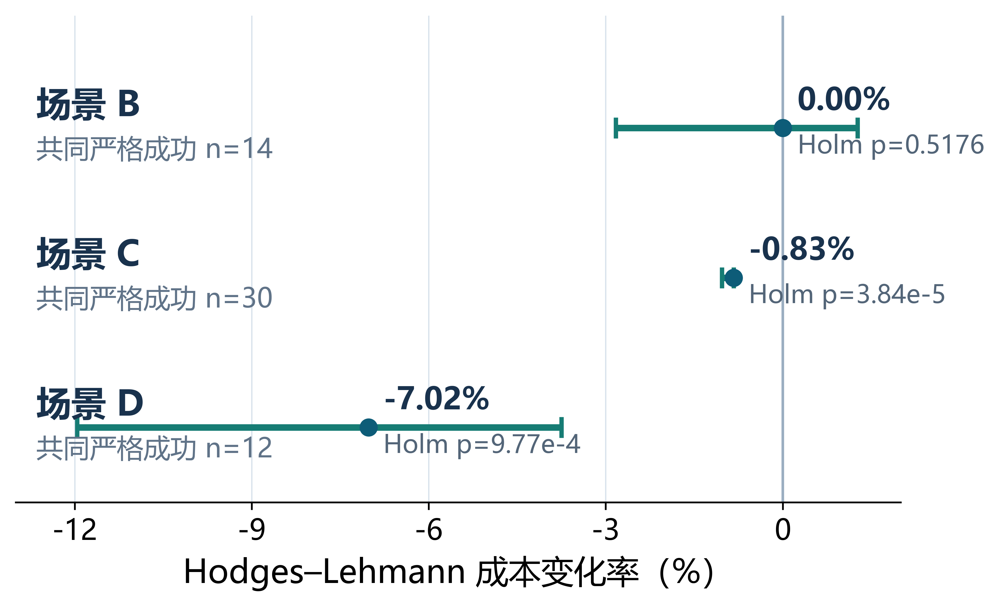 场景 B
0.00%
共同严格成功 n=14
Holm p=0.5176
场景 C
-0.83%
共同严格成功 n=30
Holm p=3.84e-5
场景 D
-7.02%
共同严格成功 n=12
Holm p=9.77e-4
-12
-9
-6
-3
0
Hodges–Lehmann 成本变化率（%）